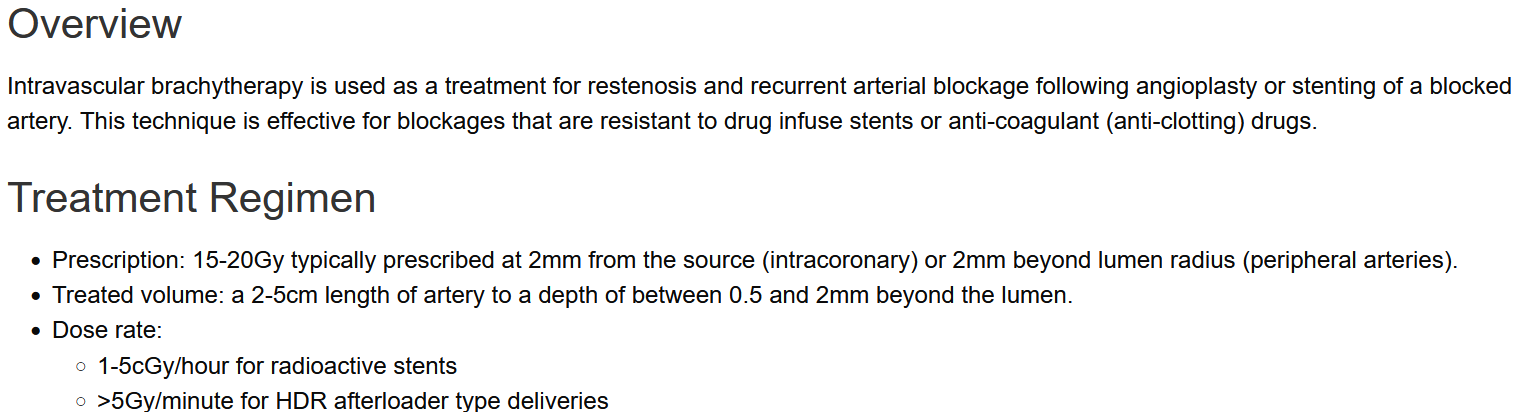 Overview
Intravascular brachytherapy is used as a treatment for restenosis and recurrent arterial blockage following angioplasty or stenting of a blocked
artery. This technique is effective for blockages that are resistant to drug infuse stents or anti-coagulant (anti-clotting) drugs.
Treatment Regimen
• Prescription: 15-20Gy typically prescribed at 2mm from the source (intracoronary) or 2mm beyond lumen radius (peripheral arteries).
• Treated volume: a 2-5cm length of artery to a depth of between 0.5 and 2mm beyond the lumen.
• Dose rate:
○ 1-5cGy/hour for radioactive stents
○ >5Gy/minute for HDR afterloader type deliveries